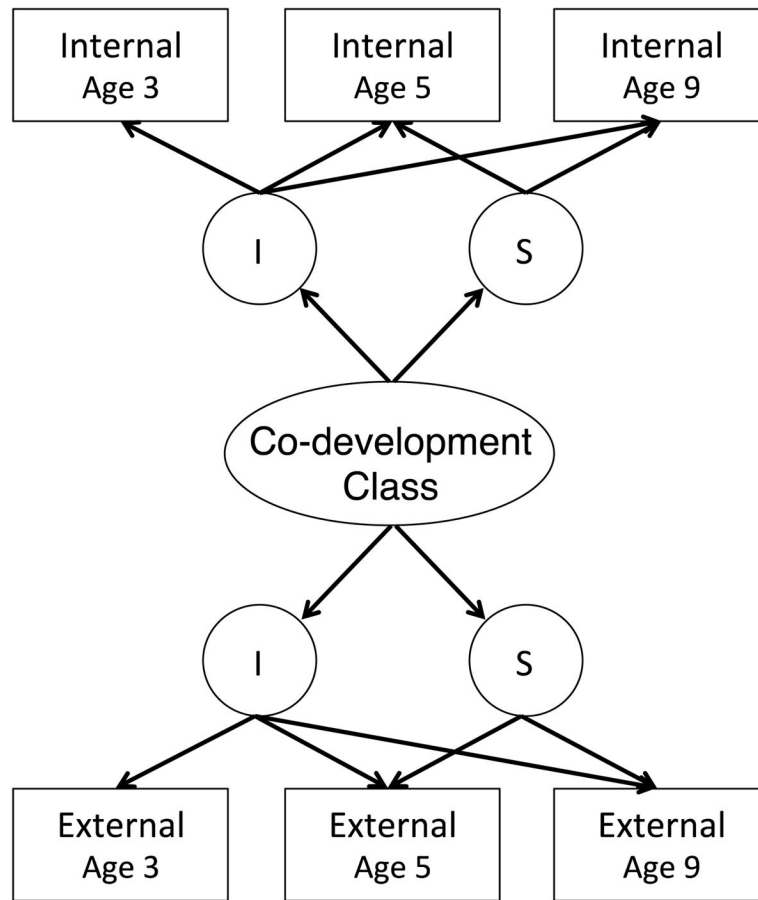 Internal
Age 3
Internal
Age 5
Internal
Age 9
I
S
Co-development
Class
I
S
External
Age 3
External
Age 5
External
Age 9